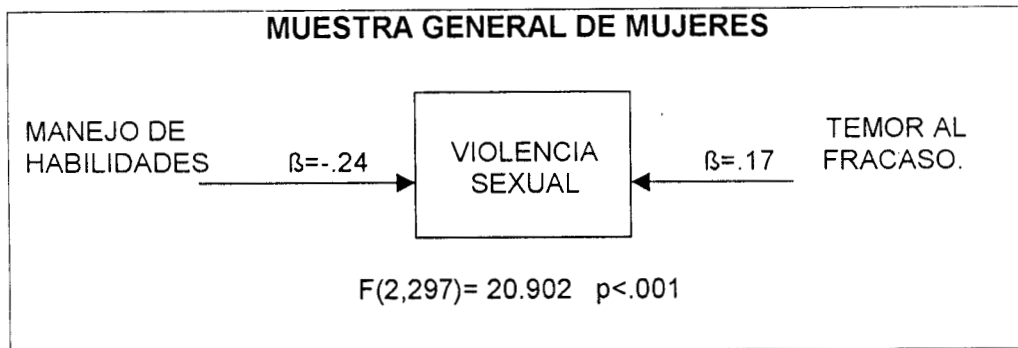 MUESTRA GENERAL DE MUJERES
MANEJO DE
HABILIDADES
ß=-.24
VIOLENCIA
SEXUAL
ß=.17
TEMOR AL
FRACASO.
F(2,297)= 20.902 p<.001